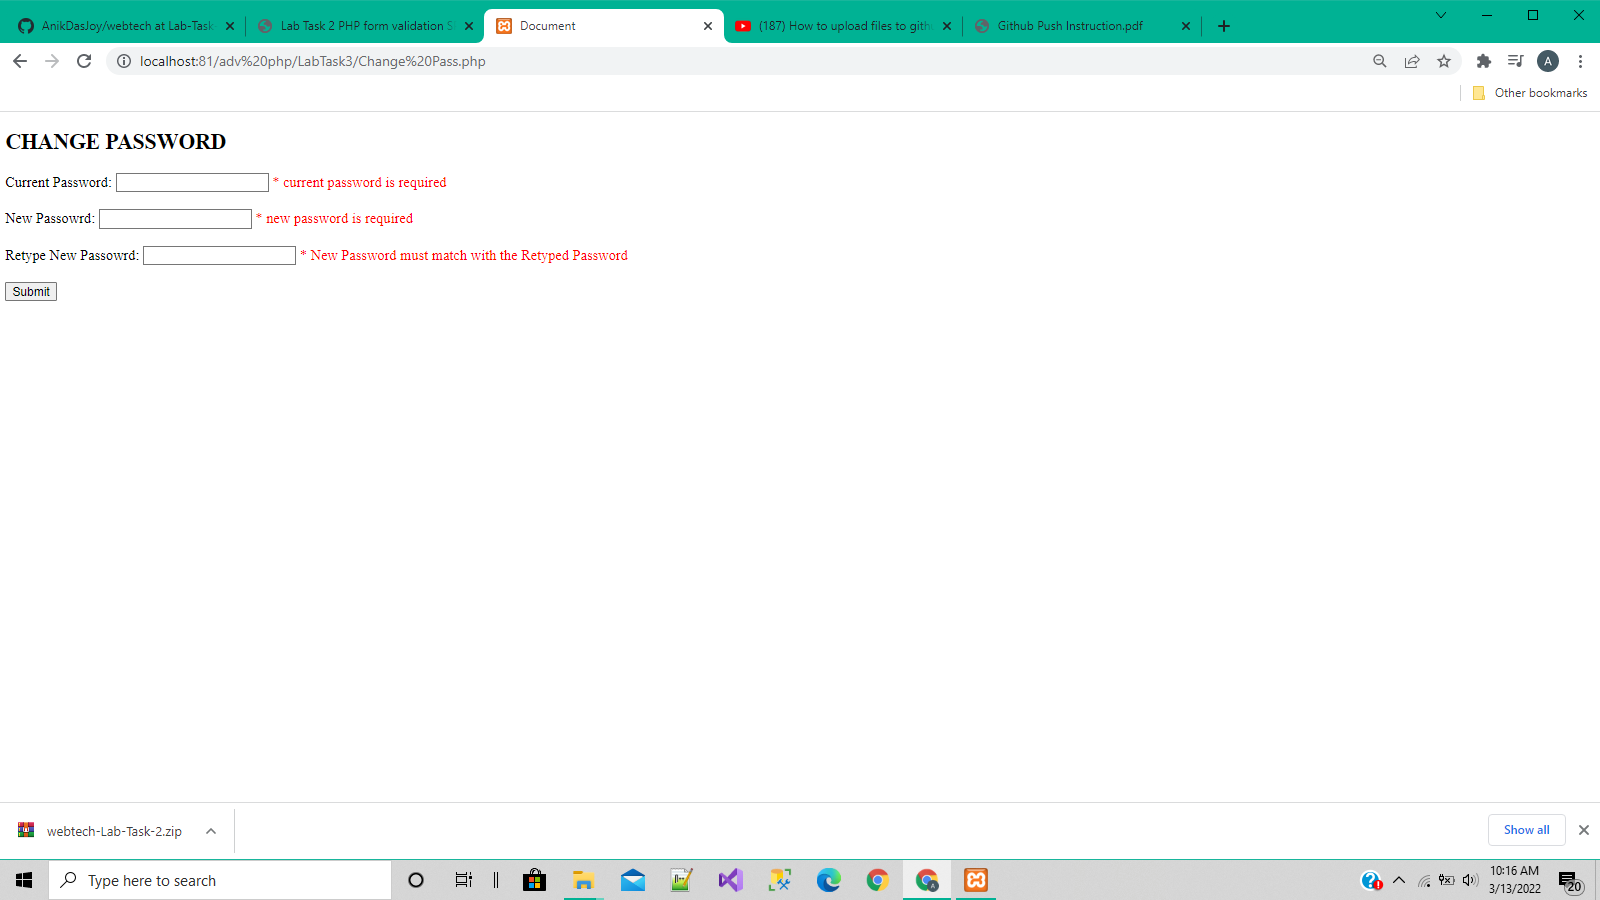 AnikDasJoy/webtech at Lab-Task
Lab Task 2 PHP form validation S
Document
(187) How to upload files to gith
Github Push Instruction.pdf
localhost:81/adv%20php/LabTask3/Change%20Pass.php
A
Other bookmarks
CHANGE PASSWORD
Current Password: * current password is required
New Passowrd: * new password is required
Retype New Passowrd: * New Password must match with the Retyped Password
Submit
webtech-Lab-Task-2.zip
Show all
Type here to search
10:16 AM
3/13/2022
20